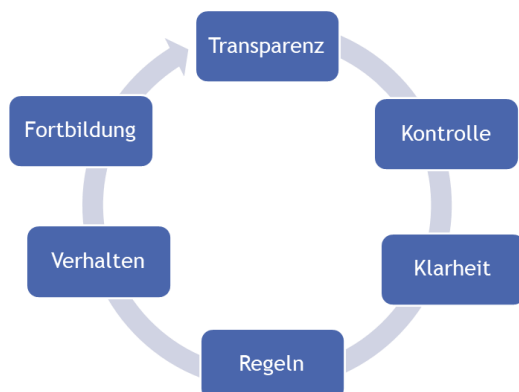 Transparenz
Kontrolle
Klarheit
Regeln
Verhalten
Fortbildung